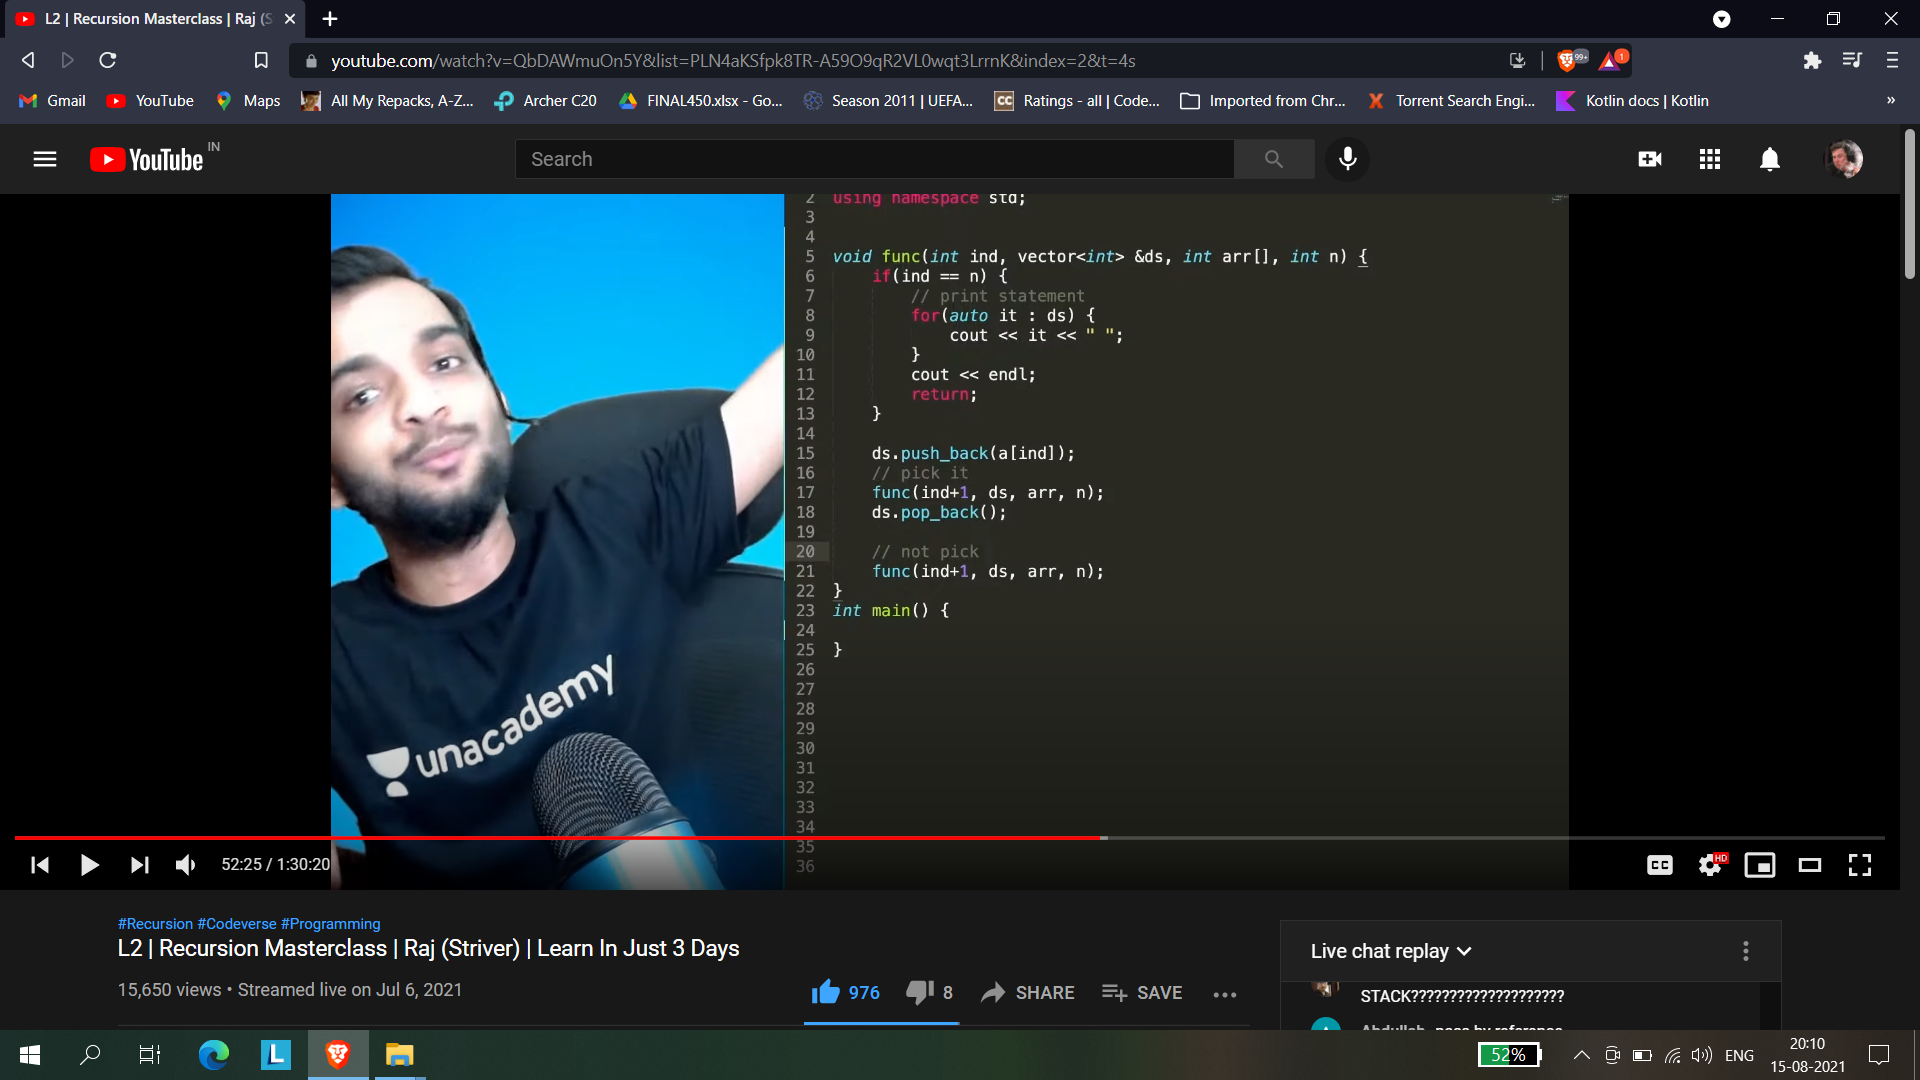 L2 | Recursion Masterclass | Raj (S
youtube.com/watch?v=QbDAWmuOn5Y&list=PLN4aKSfpk8TR-A59O9qR2VL0wqt3LrrnK&index=2&t=4s
99+
1
Gmail YouTube Maps All My Repacks, A-Z... Archer C20 FINAL450.xlsx - Go... Season 2011 | UEFA... CC Ratings - all | Code... Imported from Chr... Torrent Search Engi... Kotlin docs | Kotlin »
YouTube IN
Search
2 using namespace std;
3
4
5 void func(int ind, vector<int> &ds, int arr[], int n) {
6 if(ind == n) {
7 // print statement
8 for(auto it : ds) {
9 cout << it << " ";
10 }
11 cout << endl;
12 return;
13 }
14
15 ds.push_back(a[ind]);
16 // pick it
17 func(ind+1, ds, arr, n);
18 ds.pop_back();
19
20 // not pick
21 func(ind+1, ds, arr, n);
22 }
23 int main() {
24
25 }
26
27
28
29
30
31
32
33
34
35
36
unacademy
52:25 / 1:30:20
CC HD
#Recursion #Codeverse #Programming
L2 | Recursion Masterclass | Raj (Striver) | Learn In Just 3 Days
15,650 views • Streamed live on Jul 6, 2021
976 8 SHARE SAVE ...
Live chat replay
STACK????????????????????
Abdullah pass by reference
L
52% ENG
20:10
15-08-2021